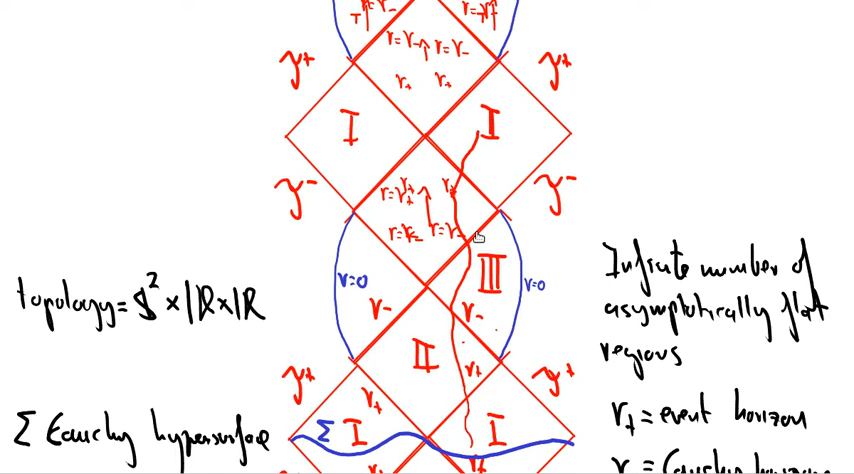 r=r₋
r=r₋ r=r₋
r₊ r₊
𝒥⁺ 𝒥⁺
I I
𝒥⁻ 𝒥⁻
r=r₊ r₊
r=r₋ r=r₋
r=0 III r=0
topology = S² × ℝ × ℝ
Infinite number of
asymptotically flat
regions
r₋ r₋
II
𝒥⁺ r₊ r₊ 𝒥⁺
Σ Cauchy hypersurface
Σ I I
r₊ = event horizon